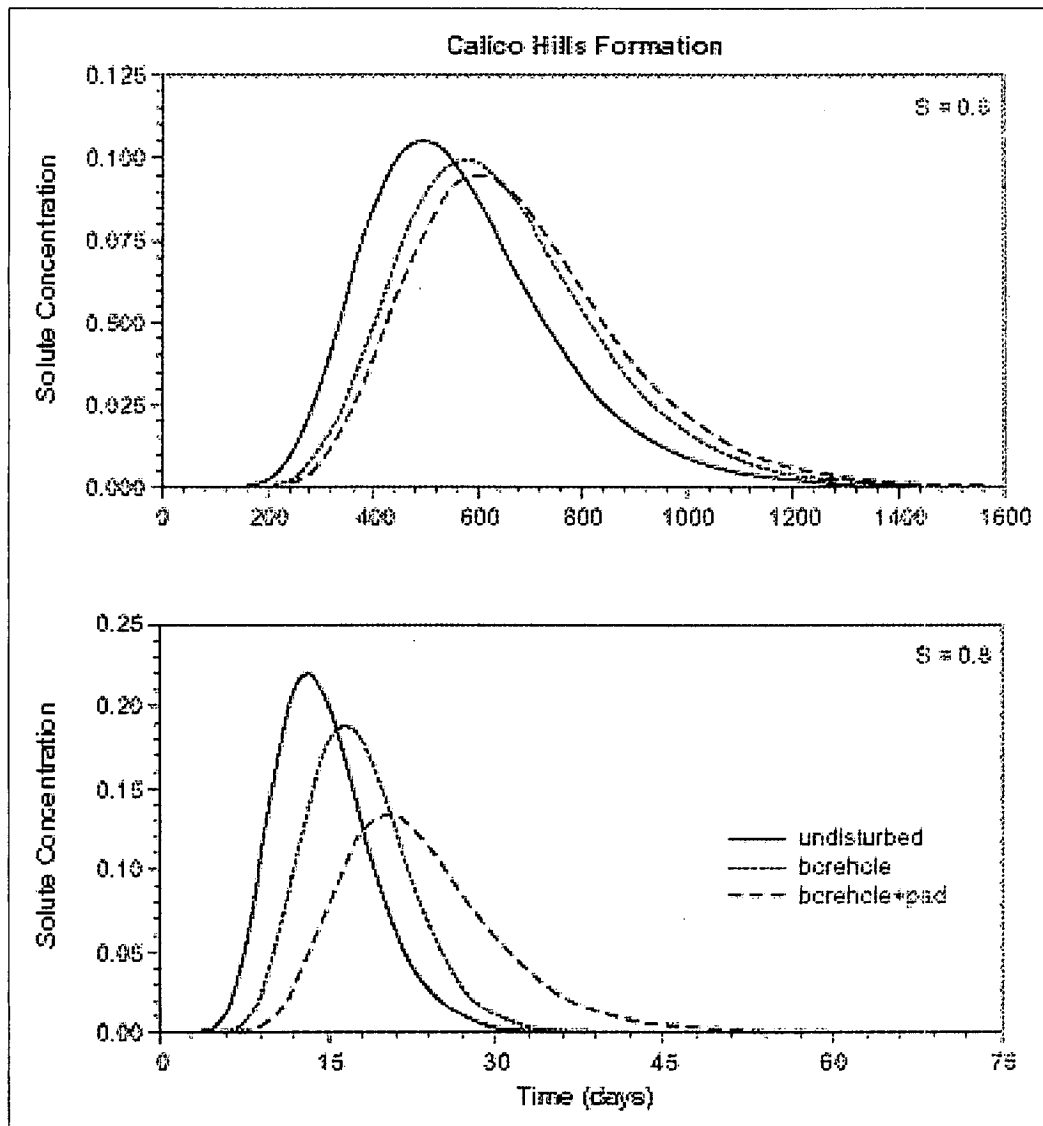 Calico Hills Formation
0.125
0.100
0.075
0.500
0.025
0.000
Solute Concentration
S = 0.6
0 200 400 600 800 1000 1200 1400 1600
0.25
0.20
0.15
0.10
0.05
0.00
Solute Concentration
S = 0.8
undisturbed
borehole
borehole+pad
0 15 30 45 60 75
Time (days)